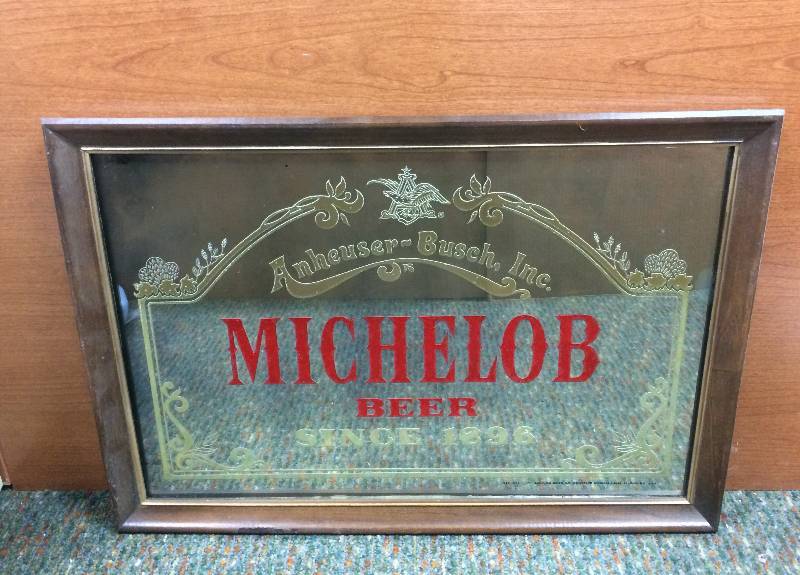 Anheuser-Busch, Inc.
MICHELOB
BEER
SINCE 1896